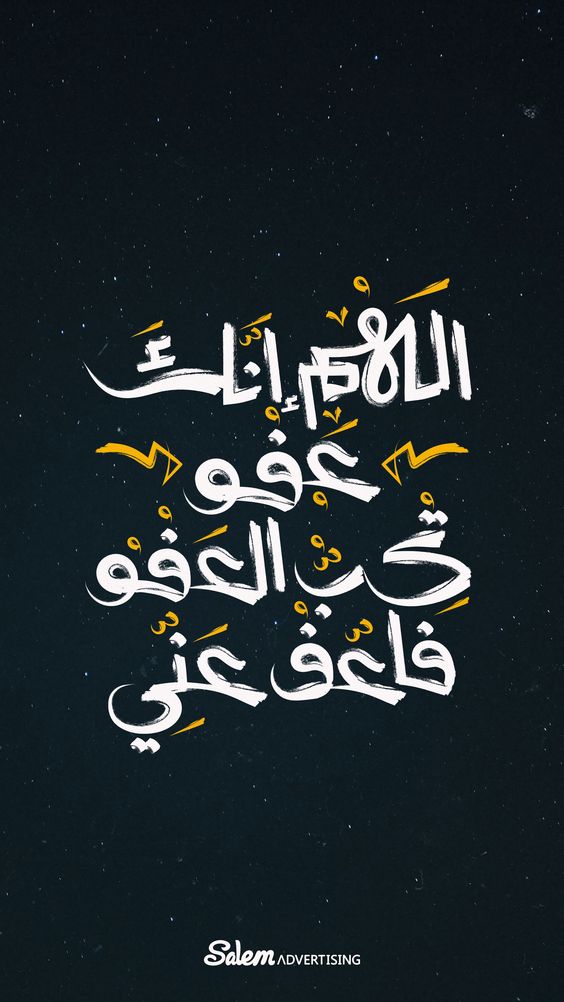 اللهم إنك
عفو
تحب العفو
فاعف عني
Salem ADVERTISING